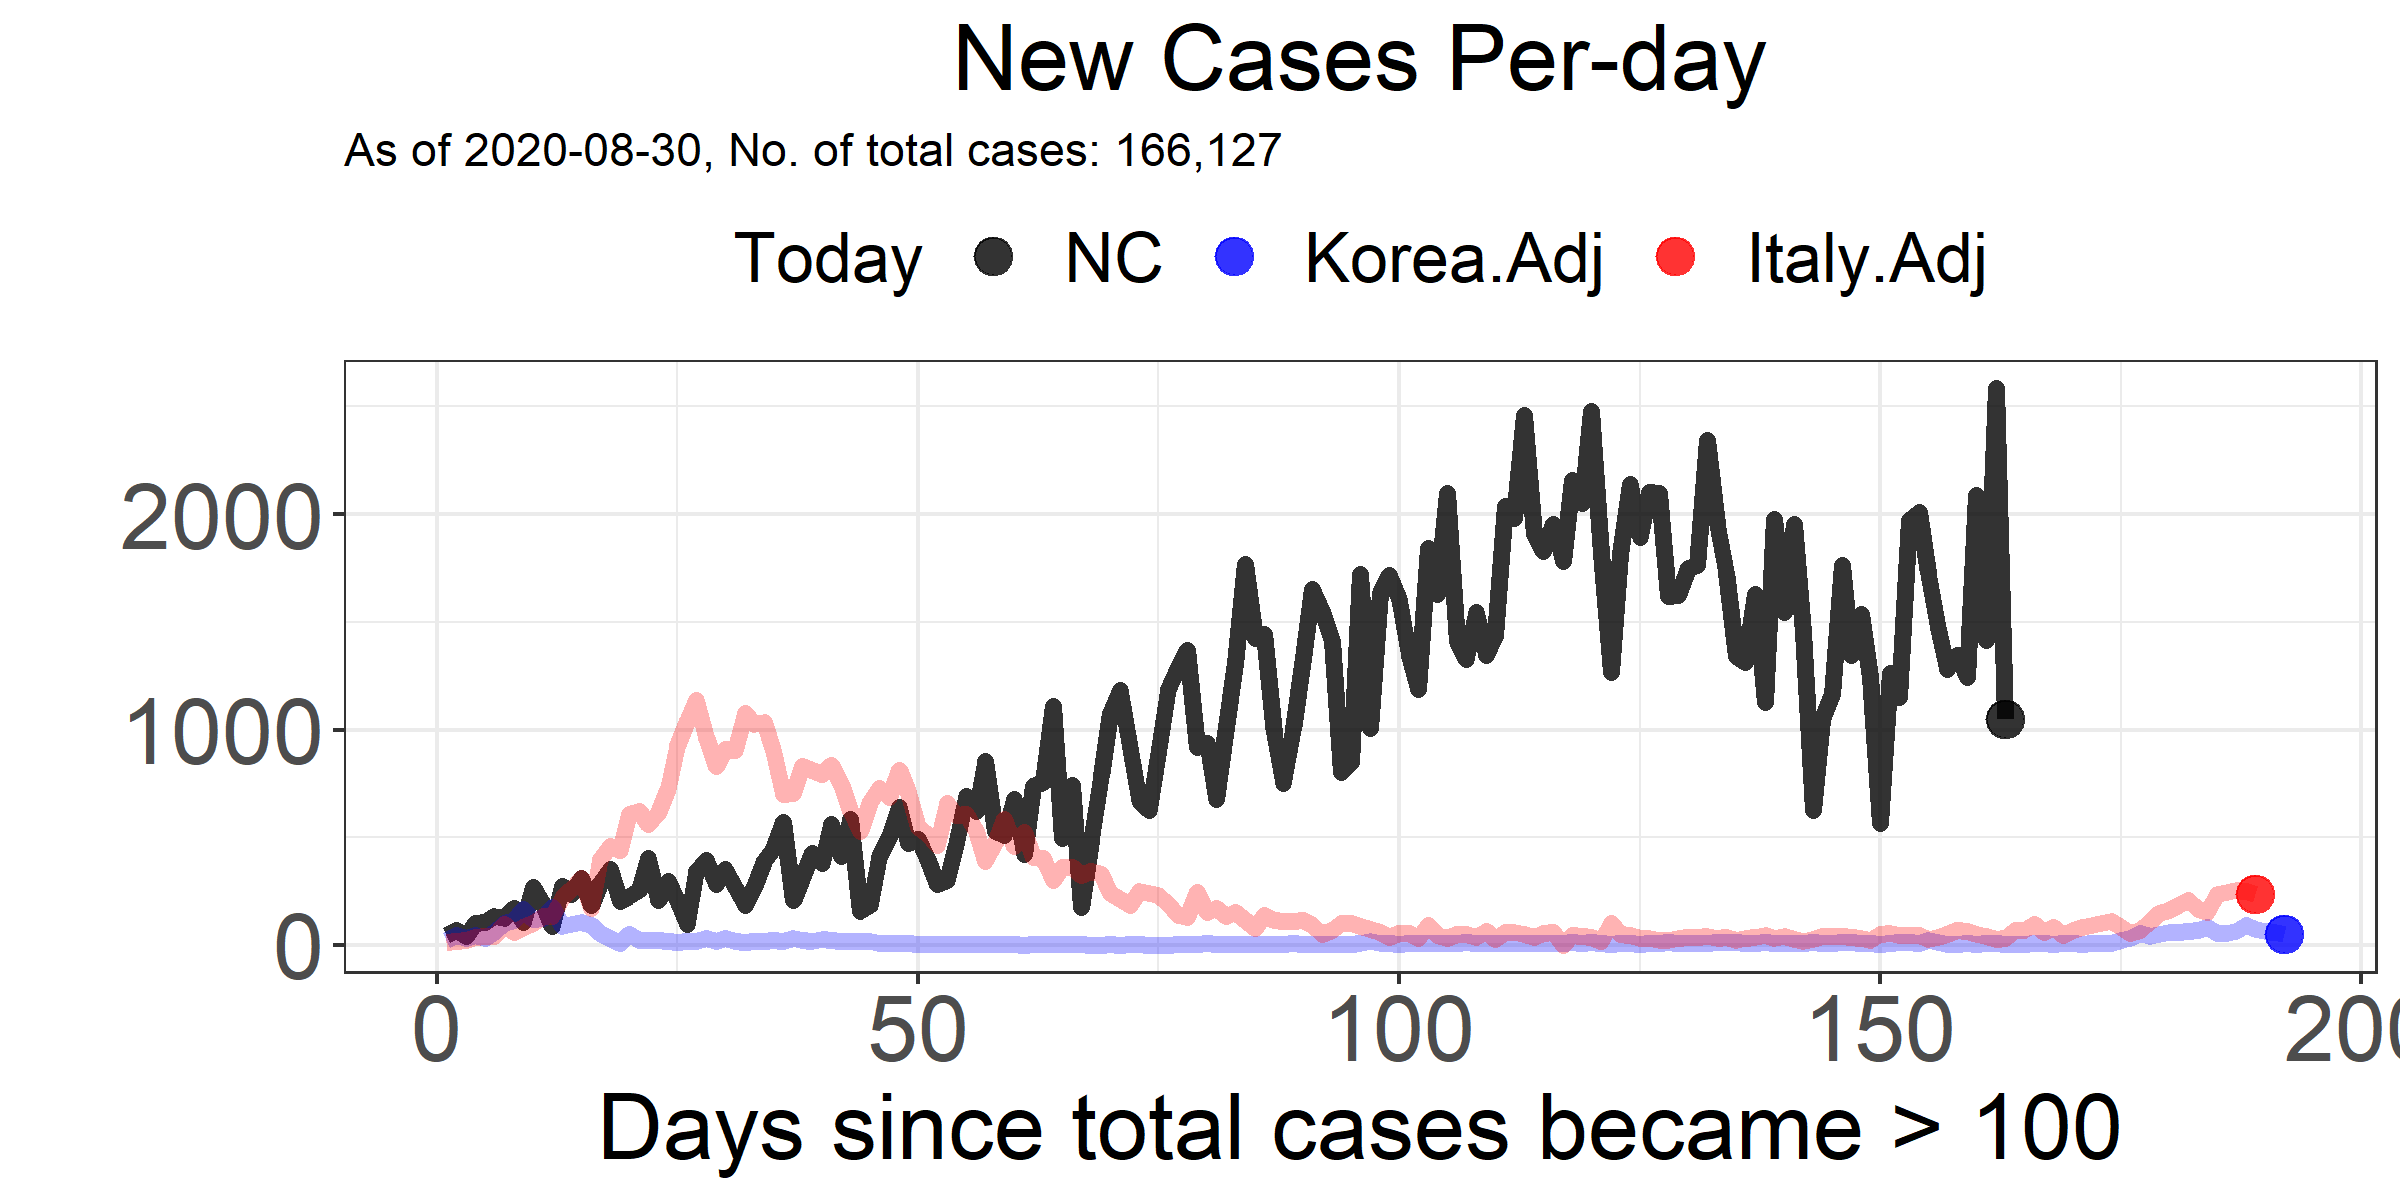 New Cases Per-day
As of 2020-08-30, No. of total cases: 166,127
Today NC Korea.Adj Italy.Adj
2000
1000
0
0 50 100 150 200
Days since total cases became > 100